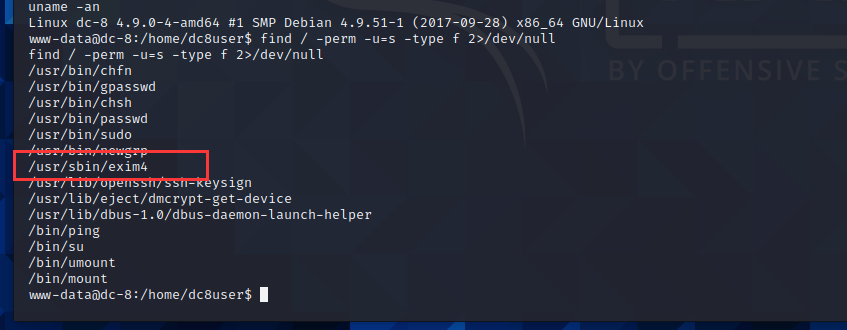 uname -an
Linux dc-8 4.9.0-4-amd64 #1 SMP Debian 4.9.51-1 (2017-09-28) x86_64 GNU/Linux
www-data@dc-8:/home/dc8user$ find / -perm -u=s -type f 2>/dev/null
find / -perm -u=s -type f 2>/dev/null
/usr/bin/chfn
/usr/bin/gpasswd
/usr/bin/chsh
/usr/bin/passwd
/usr/bin/sudo
/usr/bin/newgrp
/usr/sbin/exim4
/usr/lib/openssh/ssh-keysign
/usr/lib/eject/dmcrypt-get-device
/usr/lib/dbus-1.0/dbus-daemon-launch-helper
/bin/ping
/bin/su
/bin/umount
/bin/mount
www-data@dc-8:/home/dc8user$
BY OFFENSIVE S